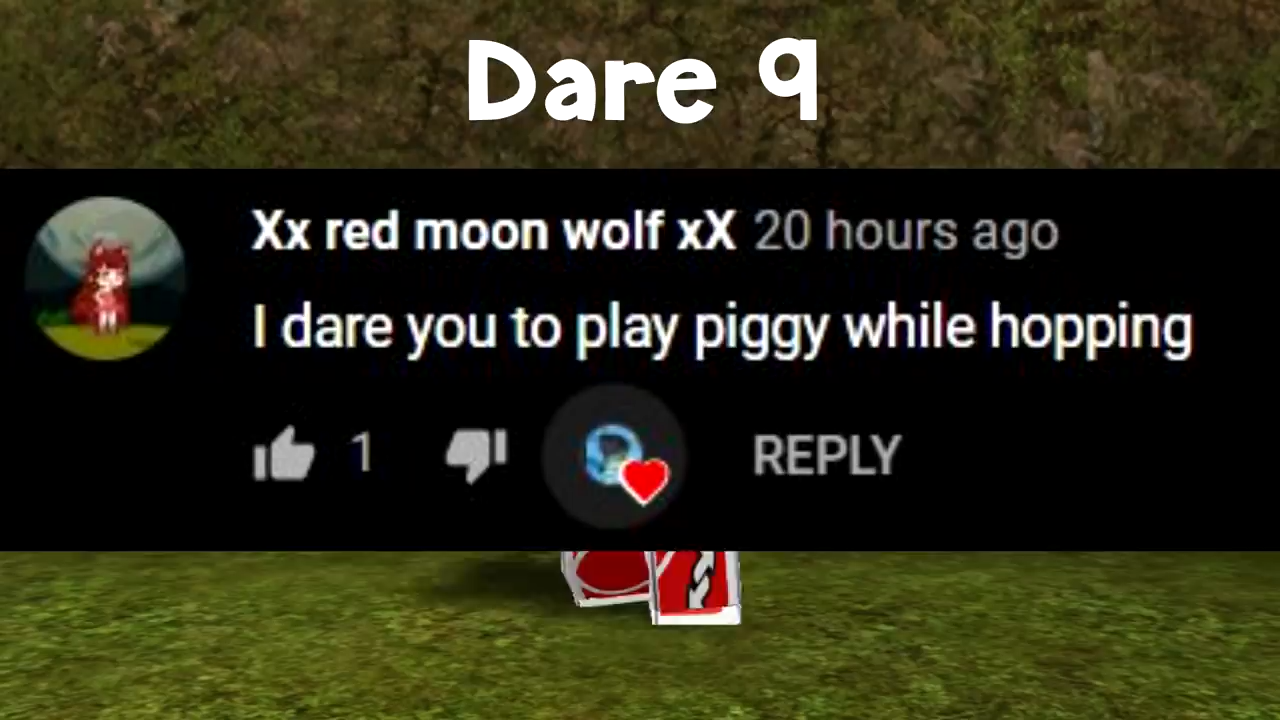 Dare 9
Xx red moon wolf xX 20 hours ago
I dare you to play piggy while hopping
1 REPLY